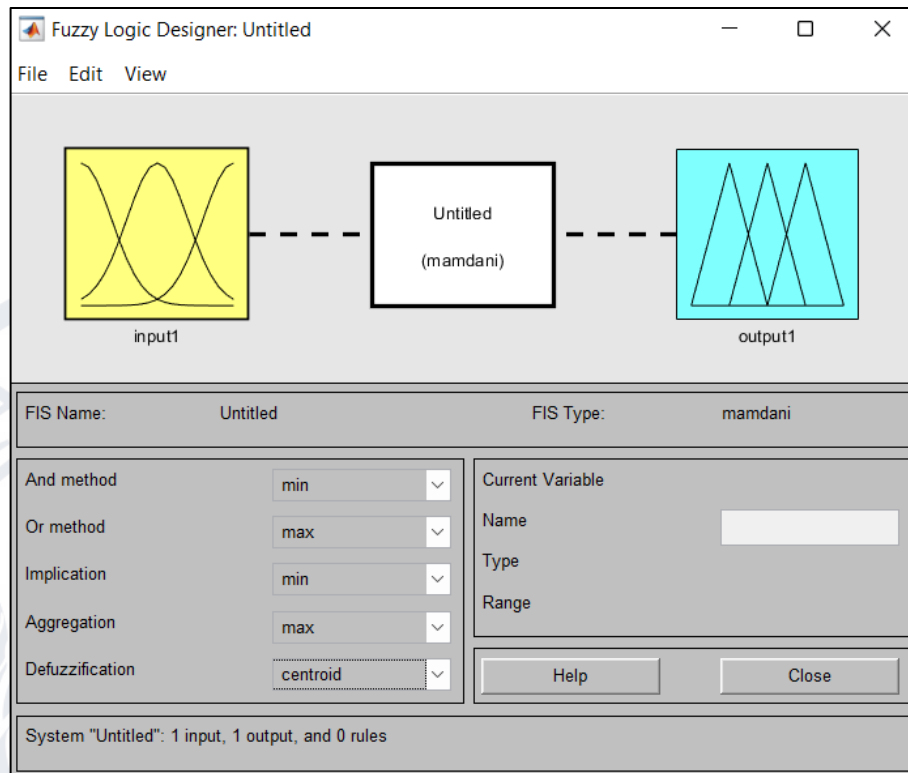 Fuzzy Logic Designer: Untitled
File Edit View
Untitled
(mamdani)
input1
output1
FIS Name: Untitled FIS Type: mamdani
And method min
Or method max
Implication min
Aggregation max
Defuzzification centroid
Current Variable
Name
Type
Range
Help Close
System "Untitled": 1 input, 1 output, and 0 rules